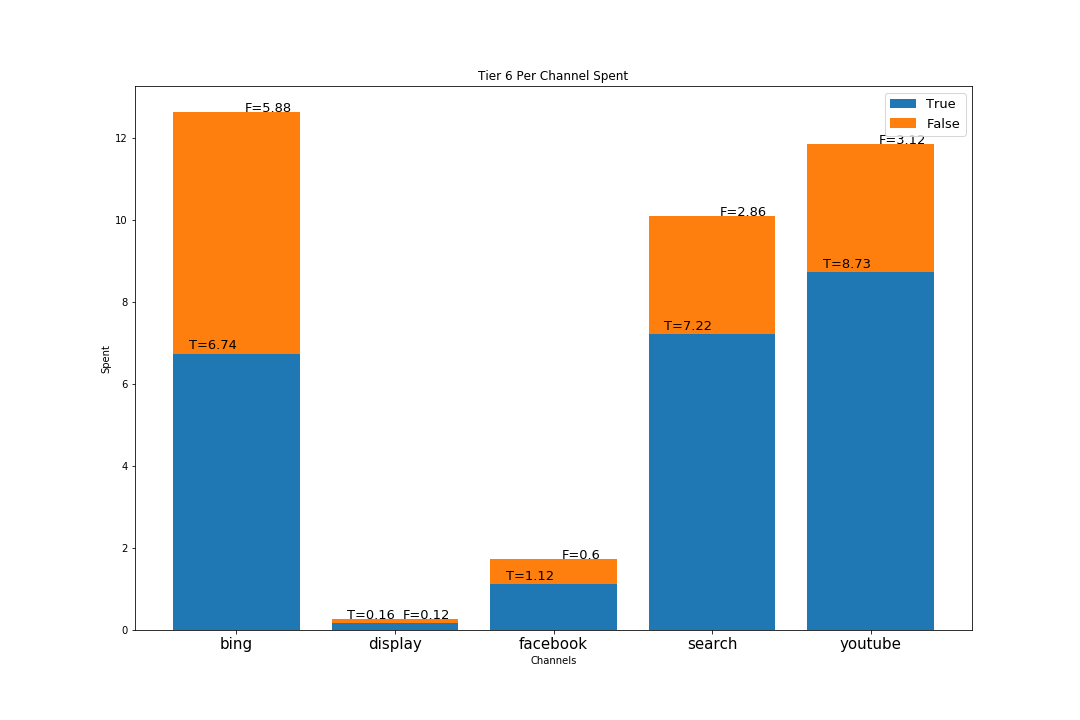 Tier 6 Per Channel Spent
True
False
F=5.88
F=3.12
F=2.86
T=8.73
T=7.22
T=6.74
F=0.6
T=1.12
T=0.16 F=0.12
12
10
8
6
4
2
0
Spent
bing display facebook search youtube
Channels